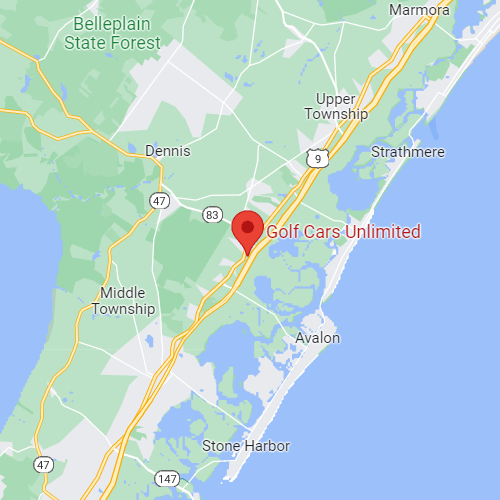 Marmora
Belleplain
State Forest
Upper
Township
Dennis
9
Strathmere
47
83
Golf Cars Unlimited
Middle
Township
Avalon
Stone Harbor
47
147